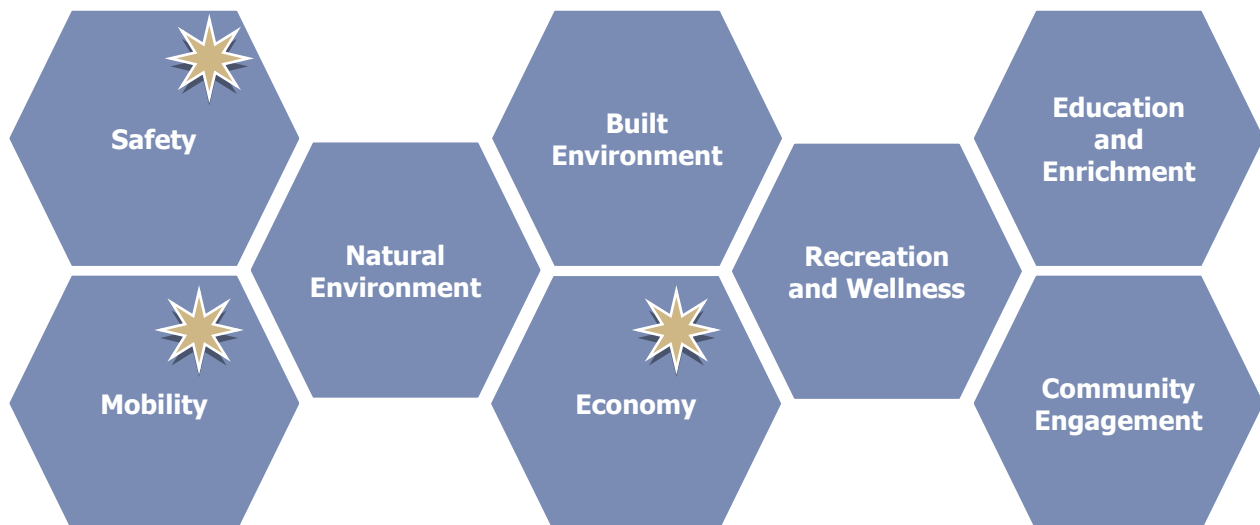 Safety
Mobility
Natural
Environment
Built
Environment
Economy
Recreation
and Wellness
Education
and
Enrichment
Community
Engagement